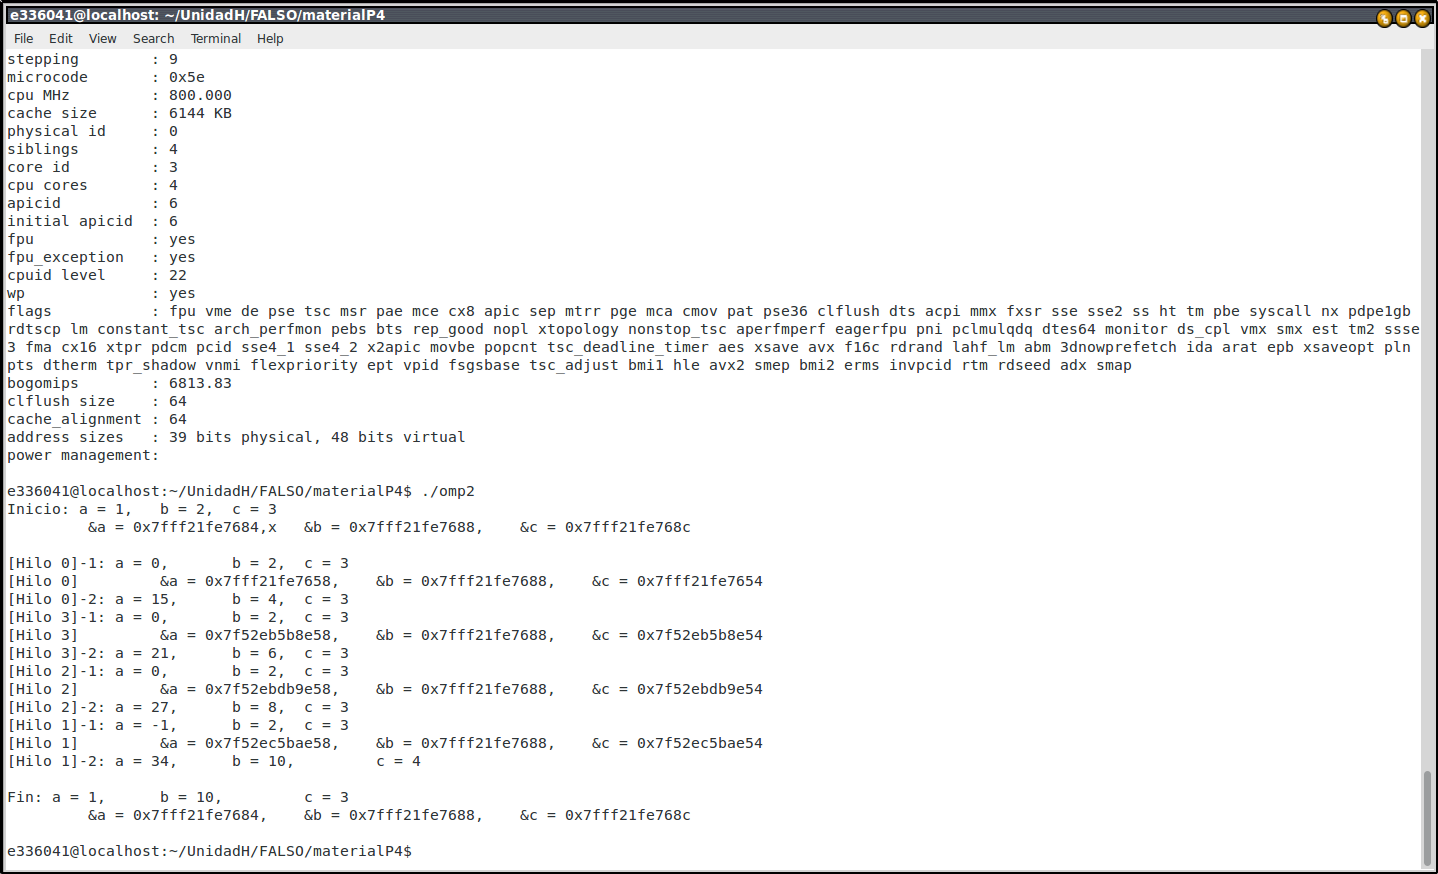 e336041@localhost: ~/UnidadH/FALSO/materialP4
File Edit View Search Terminal Help
stepping        : 9
microcode       : 0x5e
cpu MHz         : 800.000
cache size      : 6144 KB
physical id     : 0
siblings        : 4
core id         : 3
cpu cores       : 4
apicid          : 6
initial apicid  : 6
fpu             : yes
fpu_exception   : yes
cpuid level     : 22
wp              : yes
flags           : fpu vme de pse tsc msr pae mce cx8 apic sep mtrr pge mca cmov pat pse36 clflush dts acpi mmx fxsr sse sse2 ss ht tm pbe syscall nx pdpe1gb
rdtscp lm constant_tsc arch_perfmon pebs bts rep_good nopl xtopology nonstop_tsc aperfmperf eagerfpu pni pclmulqdq dtes64 monitor ds_cpl vmx smx est tm2 ssse
3 fma cx16 xtpr pdcm pcid sse4_1 sse4_2 x2apic movbe popcnt tsc_deadline_timer aes xsave avx f16c rdrand lahf_lm abm 3dnowprefetch ida arat epb xsaveopt pln
pts dtherm tpr_shadow vnmi flexpriority ept vpid fsgsbase tsc_adjust bmi1 hle avx2 smep bmi2 erms invpcid rtm rdseed adx smap
bogomips        : 6813.83
clflush size    : 64
cache_alignment : 64
address sizes   : 39 bits physical, 48 bits virtual
power management:
e336041@localhost:~/UnidadH/FALSO/materialP4$ ./omp2
Inicio: a = 1,   b = 2,  c = 3
         &a = 0x7fff21fe7684,x   &b = 0x7fff21fe7688,    &c = 0x7fff21fe768c
[Hilo 0]-1: a = 0,       b = 2,  c = 3
[Hilo 0]         &a = 0x7fff21fe7658,    &b = 0x7fff21fe7688,    &c = 0x7fff21fe7654
[Hilo 0]-2: a = 15,      b = 4,  c = 3
[Hilo 3]-1: a = 0,       b = 2,  c = 3
[Hilo 3]         &a = 0x7f52eb5b8e58,    &b = 0x7fff21fe7688,    &c = 0x7f52eb5b8e54
[Hilo 3]-2: a = 21,      b = 6,  c = 3
[Hilo 2]-1: a = 0,       b = 2,  c = 3
[Hilo 2]         &a = 0x7f52ebdb9e58,    &b = 0x7fff21fe7688,    &c = 0x7f52ebdb9e54
[Hilo 2]-2: a = 27,      b = 8,  c = 3
[Hilo 1]-1: a = -1,      b = 2,  c = 3
[Hilo 1]         &a = 0x7f52ec5bae58,    &b = 0x7fff21fe7688,    &c = 0x7f52ec5bae54
[Hilo 1]-2: a = 34,      b = 10,         c = 4
Fin: a = 1,      b = 10,         c = 3
         &a = 0x7fff21fe7684,    &b = 0x7fff21fe7688,    &c = 0x7fff21fe768c
e336041@localhost:~/UnidadH/FALSO/materialP4$